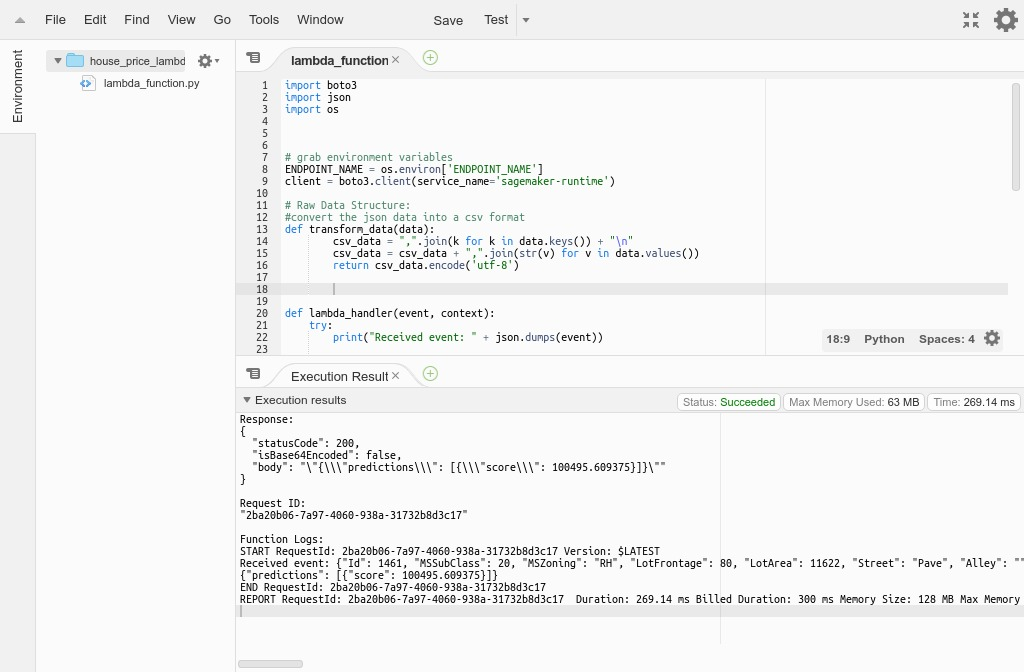 File Edit Find View Go Tools Window Save Test
Environment
house_price_lambd
lambda_function.py
lambda_function
1 import boto3
2 import json
3 import os
4
5
6
7 # grab environment variables
8 ENDPOINT_NAME = os.environ['ENDPOINT_NAME']
9 client = boto3.client(service_name='sagemaker-runtime')
10
11 # Raw Data Structure:
12 #convert the json data into a csv format
13 def transform_data(data):
14 csv_data = ",".join(k for k in data.keys()) + "\n"
15 csv_data = csv_data + ",".join(str(v) for v in data.values())
16 return csv_data.encode('utf-8')
17
18
19
20 def lambda_handler(event, context):
21 try:
22 print("Received event: " + json.dumps(event))
23
18:9 Python Spaces: 4
Execution Result
Execution results
Status: Succeeded Max Memory Used: 63 MB Time: 269.14 ms
Response:
{
"statusCode": 200,
"isBase64Encoded": false,
"body": "\"{\\\"predictions\\\": [{\\\"score\\\": 100495.609375}]}\""
}
Request ID:
"2ba20b06-7a97-4060-938a-31732b8d3c17"
Function Logs:
START RequestId: 2ba20b06-7a97-4060-938a-31732b8d3c17 Version: $LATEST
Received event: {"Id": 1461, "MSSubClass": 20, "MSZoning": "RH", "LotFrontage": 80, "LotArea": 11622, "Street": "Pave", "Alley": ""
{"predictions": [{"score": 100495.609375}]}
END RequestId: 2ba20b06-7a97-4060-938a-31732b8d3c17
REPORT RequestId: 2ba20b06-7a97-4060-938a-31732b8d3c17 Duration: 269.14 ms Billed Duration: 300 ms Memory Size: 128 MB Max Memory